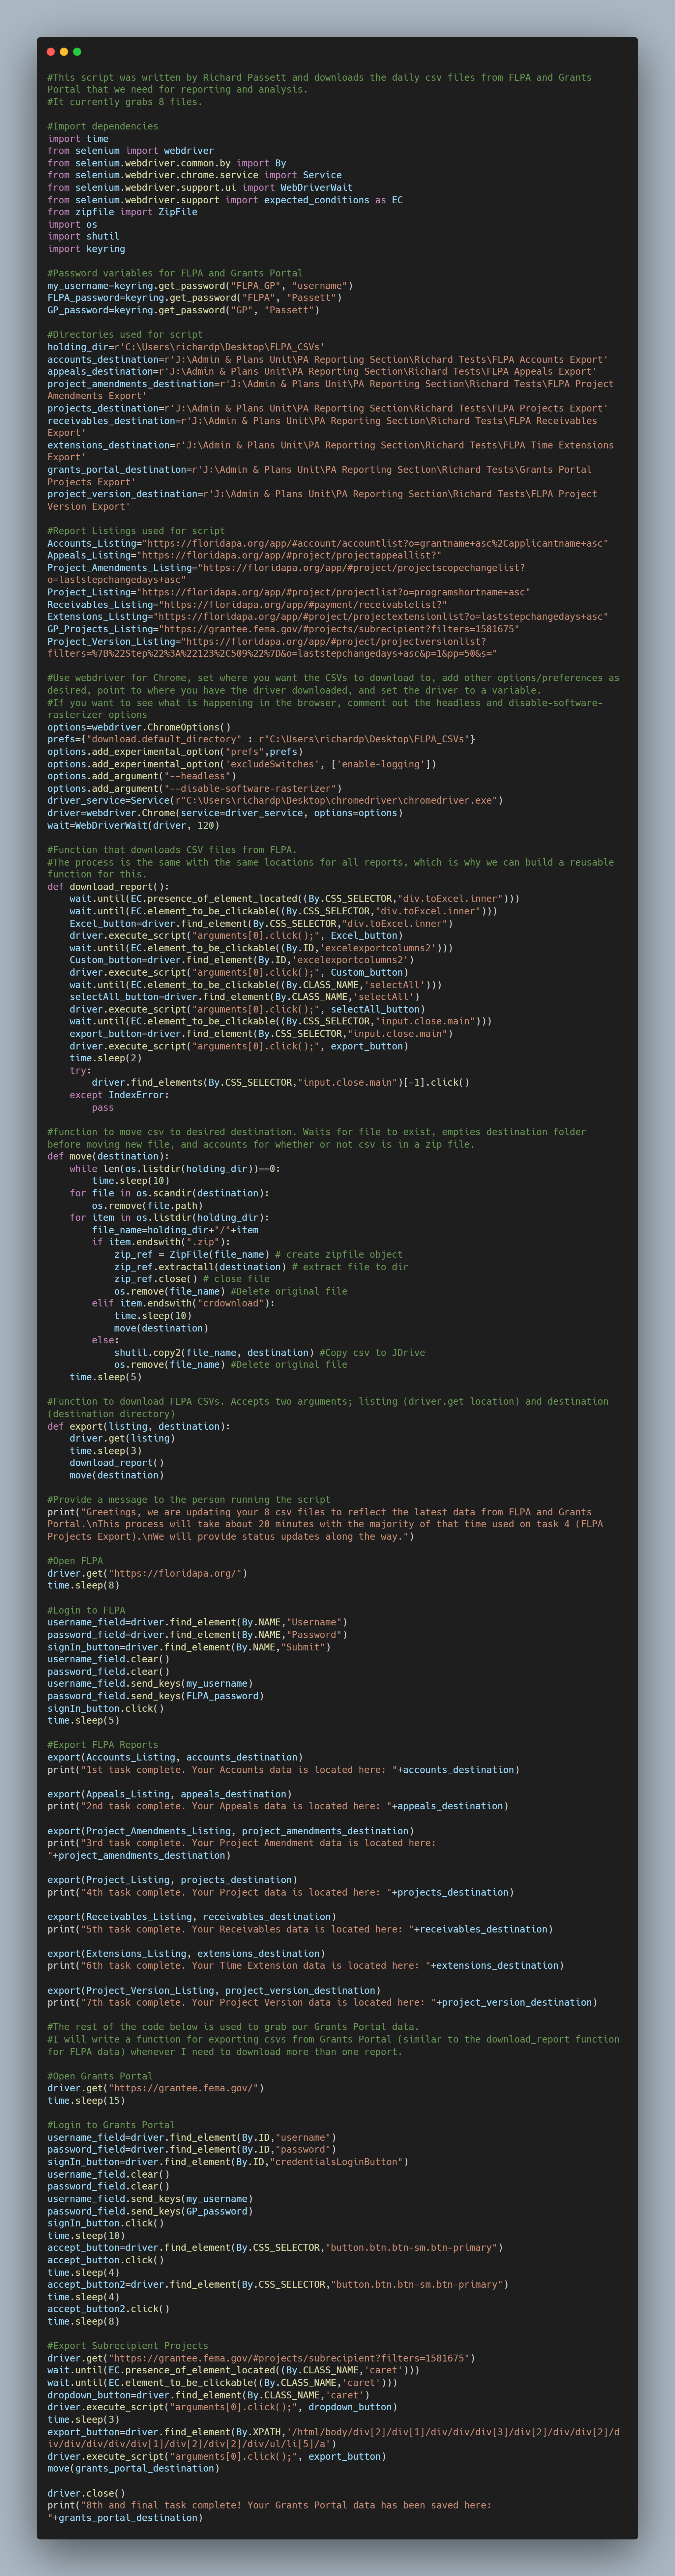 #This script was written by Richard Passett and downloads the daily csv files from FLPA and Grants
Portal that we need for reporting and analysis.
#It currently grabs 8 files.

#Import dependencies
import time
from selenium import webdriver
from selenium.webdriver.common.by import By
from selenium.webdriver.chrome.service import Service
from selenium.webdriver.support.ui import WebDriverWait
from selenium.webdriver.support import expected_conditions as EC
from zipfile import ZipFile
import os
import shutil
import keyring

#Password variables for FLPA and Grants Portal
my_username=keyring.get_password("FLPA_GP", "username")
FLPA_password=keyring.get_password("FLPA", "Passett")
GP_password=keyring.get_password("GP", "Passett")

#Directories used for script
holding_dir=r'C:\Users\richardp\Desktop\FLPA_CSVs'
accounts_destination=r'J:\Admin & Plans Unit\PA Reporting Section\Richard Tests\FLPA Accounts Export'
appeals_destination=r'J:\Admin & Plans Unit\PA Reporting Section\Richard Tests\FLPA Appeals Export'
project_amendments_destination=r'J:\Admin & Plans Unit\PA Reporting Section\Richard Tests\FLPA Project
Amendments Export'
projects_destination=r'J:\Admin & Plans Unit\PA Reporting Section\Richard Tests\FLPA Projects Export'
receivables_destination=r'J:\Admin & Plans Unit\PA Reporting Section\Richard Tests\FLPA Receivables
Export'
extensions_destination=r'J:\Admin & Plans Unit\PA Reporting Section\Richard Tests\FLPA Time Extensions
Export'
grants_portal_destination=r'J:\Admin & Plans Unit\PA Reporting Section\Richard Tests\Grants Portal
Projects Export'
project_version_destination=r'J:\Admin & Plans Unit\PA Reporting Section\Richard Tests\FLPA Project
Version Export'

#Report Listings used for script
Accounts_Listing="https://floridapa.org/app/#account/accountlist?o=grantname+asc%2Capplicantname+asc"
Appeals_Listing="https://floridapa.org/app/#project/projectappeallist?"
Project_Amendments_Listing="https://floridapa.org/app/#project/projectscopechangelist?
o=laststepchangedays+asc"
Project_Listing="https://floridapa.org/app/#project/projectlist?o=programshortname+asc"
Receivables_Listing="https://floridapa.org/app/#payment/receivablelist?"
Extensions_Listing="https://floridapa.org/app/#project/projectextensionlist?o=laststepchangedays+asc"
GP_Projects_Listing="https://grantee.fema.gov/#projects/subrecipient?filters=1581675"
Project_Version_Listing="https://floridapa.org/app/#project/projectversionlist?
filters=%7B%22Step%22%3A%22123%2C509%22%7D&o=laststepchangedays+asc&p=1&pp=50&s="

#Use webdriver for Chrome, set where you want the CSVs to download to, add other options/preferences as
desired, point to where you have the driver downloaded, and set the driver to a variable.
#If you want to see what is happening in the browser, comment out the headless and disable-software-
rasterizer options
options=webdriver.ChromeOptions()
prefs={"download.default_directory" : r"C:\Users\richardp\Desktop\FLPA_CSVs"}
options.add_experimental_option("prefs",prefs)
options.add_experimental_option('excludeSwitches', ['enable-logging'])
options.add_argument("--headless")
options.add_argument("--disable-software-rasterizer")
driver_service=Service(r"C:\Users\richardp\Desktop\chromedriver\chromedriver.exe")
driver=webdriver.Chrome(service=driver_service, options=options)
wait=WebDriverWait(driver, 120)

#Function that downloads CSV files from FLPA.
#The process is the same with the same locations for all reports, which is why we can build a reusable
function for this.
def download_report():
    wait.until(EC.presence_of_element_located((By.CSS_SELECTOR,"div.toExcel.inner")))
    wait.until(EC.element_to_be_clickable((By.CSS_SELECTOR,"div.toExcel.inner")))
    Excel_button=driver.find_element(By.CSS_SELECTOR,"div.toExcel.inner")
    driver.execute_script("arguments[0].click();", Excel_button)
    wait.until(EC.element_to_be_clickable((By.ID,'excelexportcolumns2')))
    Custom_button=driver.find_element(By.ID,'excelexportcolumns2')
    driver.execute_script("arguments[0].click();", Custom_button)
    wait.until(EC.element_to_be_clickable((By.CLASS_NAME,'selectAll')))
    selectAll_button=driver.find_element(By.CLASS_NAME,'selectAll')
    driver.execute_script("arguments[0].click();", selectAll_button)
    wait.until(EC.element_to_be_clickable((By.CSS_SELECTOR,"input.close.main")))
    export_button=driver.find_element(By.CSS_SELECTOR,"input.close.main")
    driver.execute_script("arguments[0].click();", export_button)
    time.sleep(2)
    try:
        driver.find_elements(By.CSS_SELECTOR,"input.close.main")[-1].click()
    except IndexError:
        pass

#function to move csv to desired destination. Waits for file to exist, empties destination folder
before moving new file, and accounts for whether or not csv is in a zip file.
def move(destination):
    while len(os.listdir(holding_dir))==0:
        time.sleep(10)
    for file in os.scandir(destination):
        os.remove(file.path)
    for item in os.listdir(holding_dir):
        file_name=holding_dir+"/"+item
        if item.endswith(".zip"):
            zip_ref = ZipFile(file_name) # create zipfile object
            zip_ref.extractall(destination) # extract file to dir
            zip_ref.close() # close file
            os.remove(file_name) #Delete original file
        elif item.endswith("crdownload"):
            time.sleep(10)
            move(destination)
        else:
            shutil.copy2(file_name, destination) #Copy csv to JDrive
            os.remove(file_name) #Delete original file
    time.sleep(5)

#Function to download FLPA CSVs. Accepts two arguments; listing (driver.get location) and destination
(destination directory)
def export(listing, destination):
    driver.get(listing)
    time.sleep(3)
    download_report()
    move(destination)

#Provide a message to the person running the script
print("Greetings, we are updating your 8 csv files to reflect the latest data from FLPA and Grants
Portal.\nThis process will take about 20 minutes with the majority of that time used on task 4 (FLPA
Projects Export).\nWe will provide status updates along the way.")

#Open FLPA
driver.get("https://floridapa.org/")
time.sleep(8)

#Login to FLPA
username_field=driver.find_element(By.NAME,"Username")
password_field=driver.find_element(By.NAME,"Password")
signIn_button=driver.find_element(By.NAME,"Submit")
username_field.clear()
password_field.clear()
username_field.send_keys(my_username)
password_field.send_keys(FLPA_password)
signIn_button.click()
time.sleep(5)

#Export FLPA Reports
export(Accounts_Listing, accounts_destination)
print("1st task complete. Your Accounts data is located here: "+accounts_destination)

export(Appeals_Listing, appeals_destination)
print("2nd task complete. Your Appeals data is located here: "+appeals_destination)

export(Project_Amendments_Listing, project_amendments_destination)
print("3rd task complete. Your Project Amendment data is located here:
"+project_amendments_destination)

export(Project_Listing, projects_destination)
print("4th task complete. Your Project data is located here: "+projects_destination)

export(Receivables_Listing, receivables_destination)
print("5th task complete. Your Receivables data is located here: "+receivables_destination)

export(Extensions_Listing, extensions_destination)
print("6th task complete. Your Time Extension data is located here: "+extensions_destination)

export(Project_Version_Listing, project_version_destination)
print("7th task complete. Your Project Version data is located here: "+project_version_destination)

#The rest of the code below is used to grab our Grants Portal data.
#I will write a function for exporting csvs from Grants Portal (similar to the download_report function
for FLPA data) whenever I need to download more than one report.

#Open Grants Portal
driver.get("https://grantee.fema.gov/")
time.sleep(15)

#Login to Grants Portal
username_field=driver.find_element(By.ID,"username")
password_field=driver.find_element(By.ID,"password")
signIn_button=driver.find_element(By.ID,"credentialsLoginButton")
username_field.clear()
password_field.clear()
username_field.send_keys(my_username)
password_field.send_keys(GP_password)
signIn_button.click()
time.sleep(10)
accept_button=driver.find_element(By.CSS_SELECTOR,"button.btn.btn-sm.btn-primary")
accept_button.click()
time.sleep(4)
accept_button2=driver.find_element(By.CSS_SELECTOR,"button.btn.btn-sm.btn-primary")
time.sleep(4)
accept_button2.click()
time.sleep(8)

#Export Subrecipient Projects
driver.get("https://grantee.fema.gov/#projects/subrecipient?filters=1581675")
wait.until(EC.presence_of_element_located((By.CLASS_NAME,'caret')))
wait.until(EC.element_to_be_clickable((By.CLASS_NAME,'caret')))
dropdown_button=driver.find_element(By.CLASS_NAME,'caret')
driver.execute_script("arguments[0].click();", dropdown_button)
time.sleep(3)
export_button=driver.find_element(By.XPATH,'/html/body/div[2]/div[1]/div/div/div[3]/div[2]/div/div[2]/d
iv/div/div/div/div[1]/div[2]/div[2]/div/ul/li[5]/a')
driver.execute_script("arguments[0].click();", export_button)
move(grants_portal_destination)

driver.close()
print("8th and final task complete! Your Grants Portal data has been saved here:
"+grants_portal_destination)